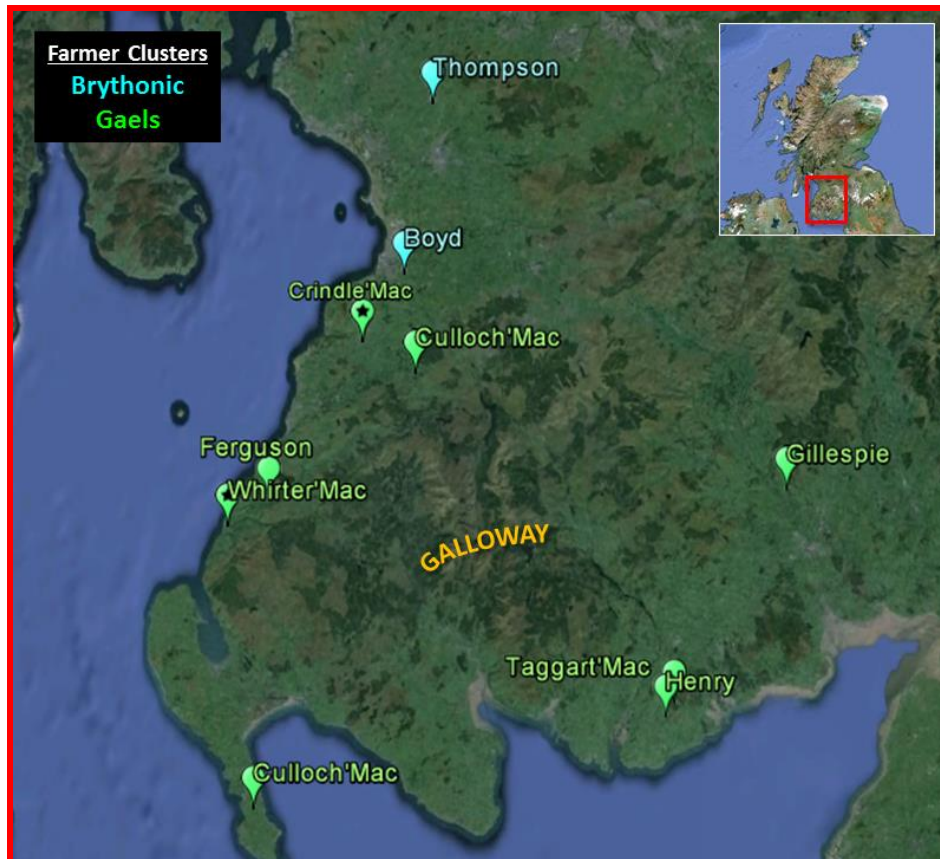 Farmer Clusters
Brythonic
Gaels
Thompson
Boyd
Crindle'Mac
Culloch'Mac
Ferguson
Whirter'Mac
Gillespie
GALLOWAY
Taggart'Mac
Henry
Culloch'Mac